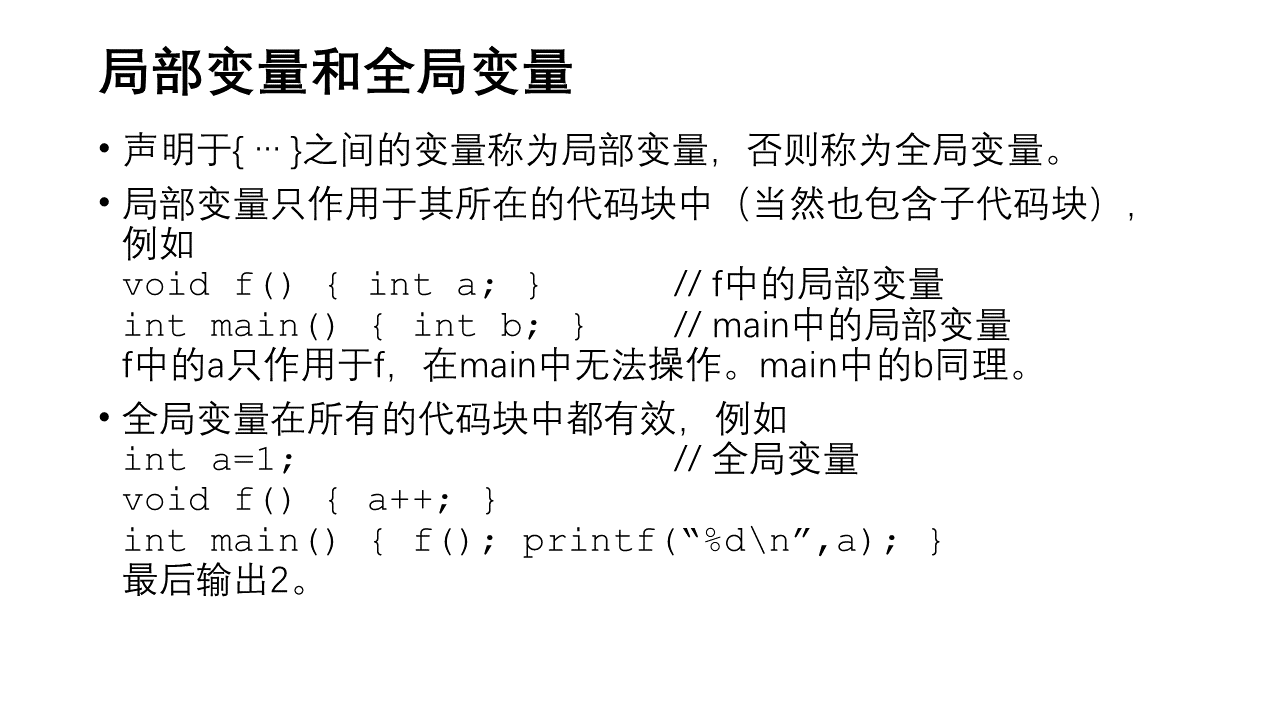 局部变量和全局变量
• 声明于{ … }之间的变量称为局部变量，否则称为全局变量。
• 局部变量只作用于其所在的代码块中（当然也包含子代码块），
例如
void f() { int a; } // f中的局部变量
int main() { int b; } // main中的局部变量
f中的a只作用于f，在main中无法操作。main中的b同理。
• 全局变量在所有的代码块中都有效，例如
int a=1; // 全局变量
void f() { a++; }
int main() { f(); printf(“%d\n”,a); }
最后输出2。